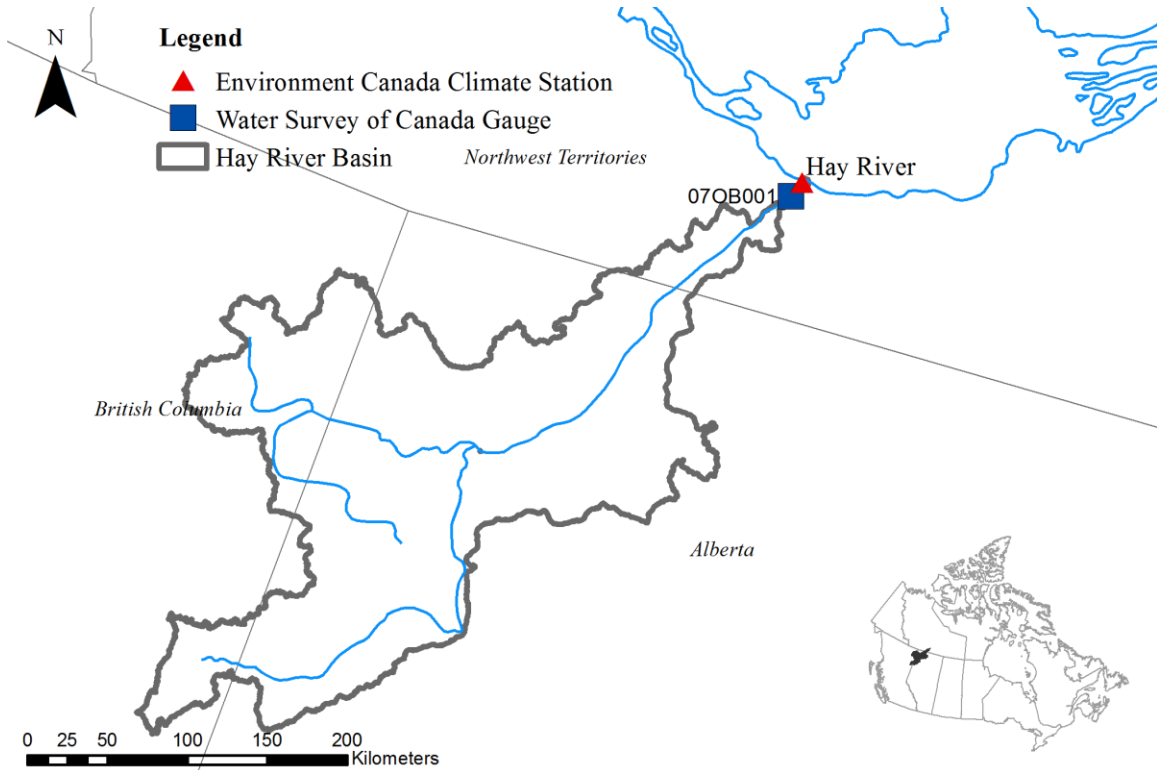 N
Legend
Environment Canada Climate Station
Water Survey of Canada Gauge
Hay River Basin
Northwest Territories
Hay River
07OB001
British Columbia
Alberta
0 25 50 100 150 200
Kilometers